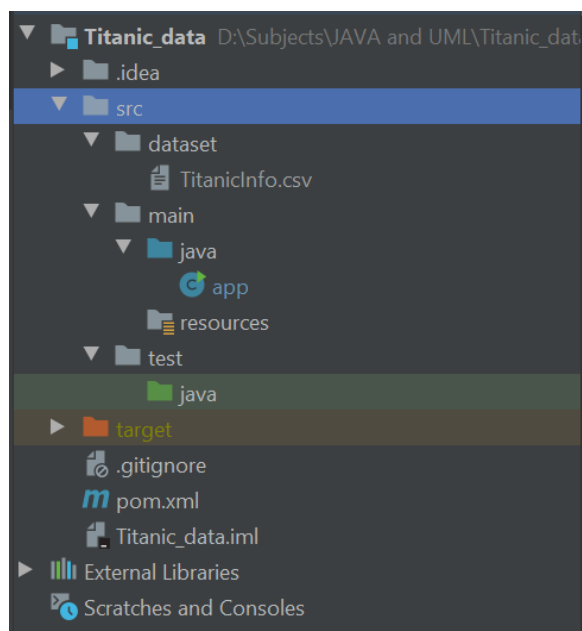 Titanic_data D:\Subjects\JAVA and UML\Titanic_dat
.idea
src
dataset
TitanicInfo.csv
main
java
C app
resources
test
java
target
.gitignore
m pom.xml
Titanic_data.iml
External Libraries
Scratches and Consoles